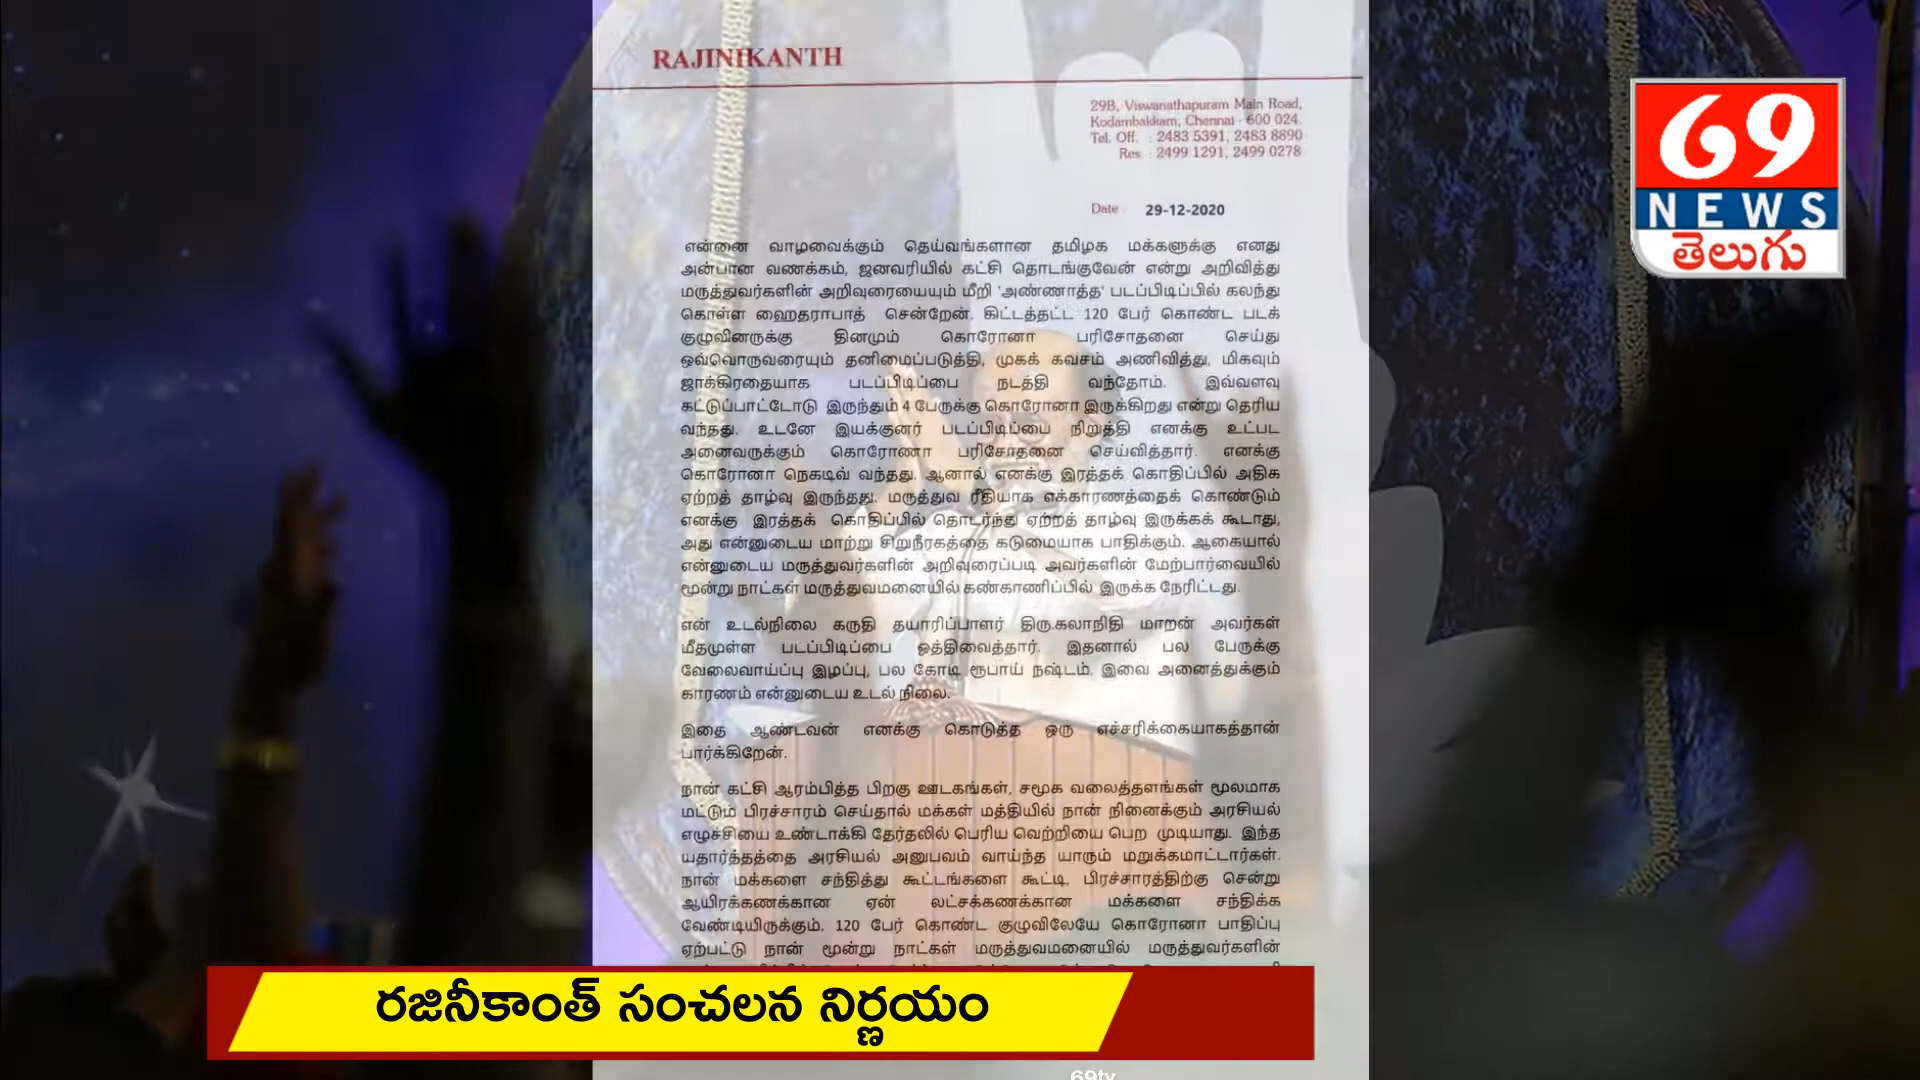 RAJINIKANTH
29B, Viswanathapuram Main Road,
Kodambakkam, Chennai - 600 024.
Tel. Off. : 2483 5391, 2483 8890
Res. : 2499 1291, 2499 0278
Date : 29-12-2020
என்னை வாழவைக்கும் தெய்வங்களான தமிழக மக்களுக்கு எனது
அன்பான வணக்கம், ஜனவரியில் கட்சி தொடங்குவேன் என்று அறிவித்து
மருத்துவர்களின் அறிவுரையையும் மீறி 'அண்ணாத்த' படப்பிடிப்பில் கலந்து
கொள்ள ஹைதராபாத் சென்றேன். கிட்டத்தட்ட 120 பேர் கொண்ட படக்
குழுவினருக்கு தினமும் கொரோனா பரிசோதனை செய்து
ஒவ்வொருவரையும் தனிமைப்படுத்தி, முகக் கவசம் அணிவித்து, மிகவும்
ஜாக்கிரதையாக படப்பிடிப்பை நடத்தி வந்தோம். இவ்வளவு
கட்டுப்பாட்டோடு இருந்தும் 4 பேருக்கு கொரோனா இருக்கிறது என்று தெரிய
வந்தது. உடனே இயக்குனர் படப்பிடிப்பை நிறுத்தி எனக்கு உட்பட
அனைவருக்கும் கொரோணா பரிசோதனை செய்வித்தார். எனக்கு
கொரோனா நெகடிவ் வந்தது. ஆனால் எனக்கு இரத்தக் கொதிப்பில் அதிக
ஏற்றத் தாழ்வு இருந்தது. மருத்துவ ரீதியாக எக்காரணத்தைக் கொண்டும்
எனக்கு இரத்தக் கொதிப்பில் தொடர்ந்து ஏற்றத் தாழ்வு இருக்கக் கூடாது,
அது என்னுடைய மாற்று சிறுநீரகத்தை கடுமையாக பாதிக்கும். ஆகையால்
என்னுடைய மருத்துவர்களின் அறிவுரைப்படி அவர்களின் மேற்பார்வையில்
மூன்று நாட்கள் மருத்துவமனையில் கண்காணிப்பில் இருக்க நேரிட்டது.
என் உடல்நிலை கருதி தயாரிப்பாளர் திரு.கலாநிதி மாறன் அவர்கள்
மீதமுள்ள படப்பிடிப்பை ஒத்திவைத்தார். இதனால் பல பேருக்கு
வேலைவாய்ப்பு இழப்பு, பல கோடி ரூபாய் நஷ்டம். இவை அனைத்துக்கும்
காரணம் என்னுடைய உடல் நிலை.
இதை ஆண்டவன் எனக்கு கொடுத்த ஒரு எச்சரிக்கையாகத்தான்
பார்க்கிறேன்.
நான் கட்சி ஆரம்பித்த பிறகு ஊடகங்கள், சமூக வலைத்தளங்கள் மூலமாக
மட்டும் பிரச்சாரம் செய்தால் மக்கள் மத்தியில் நான் நினைக்கும் அரசியல்
எழுச்சியை உண்டாக்கி தேர்தலில் பெரிய வெற்றியை பெற முடியாது. இந்த
யதார்த்தத்தை அரசியல் அனுபவம் வாய்ந்த யாரும் மறுக்கமாட்டார்கள்.
நான் மக்களை சந்தித்து கூட்டங்களை கூட்டி, பிரச்சாரத்திற்கு சென்று
ஆயிரக்கணக்கான ஏன் லட்சக்கணக்கான மக்களை சந்திக்க
வேண்டியிருக்கும். 120 பேர் கொண்ட குழுவிலேயே கொரோனா பாதிப்பு
ஏற்பட்டு நான் மூன்று நாட்கள் மருத்துவமனையில் மருத்துவர்களின்
69
NEWS
తెలుగు
రజినీకాంత్ సంచలన నిర్ణయం
69tv